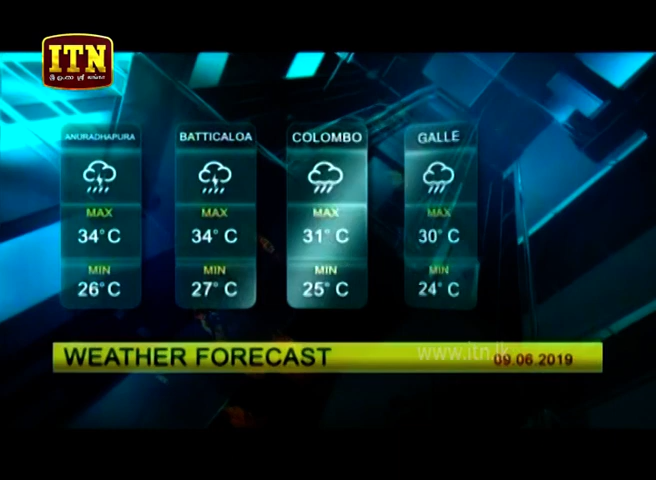 ITN
ANURADHAPURA
MAX
34° C
MIN
26° C
BATTICALOA
MAX
34° C
MIN
27° C
COLOMBO
MAX
31° C
MIN
25° C
GALLE
MAX
30° C
MIN
24° C
WEATHER FORECAST
www.itn.lk
09.06.2019